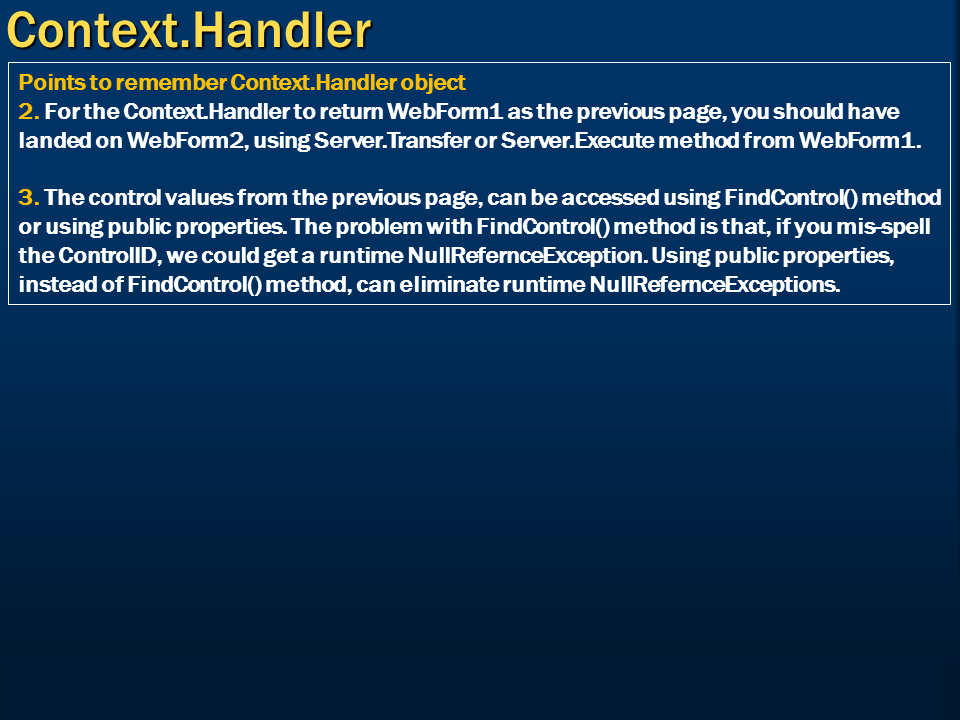 Context.Handler
Points to remember Context.Handler object
2. For the Context.Handler to return WebForm1 as the previous page, you should have
landed on WebForm2, using Server.Transfer or Server.Execute method from WebForm1.
3. The control values from the previous page, can be accessed using FindControl() method
or using public properties. The problem with FindControl() method is that, if you mis-spell
the ControlID, we could get a runtime NullRefernceException. Using public properties,
instead of FindControl() method, can eliminate runtime NullRefernceExceptions.